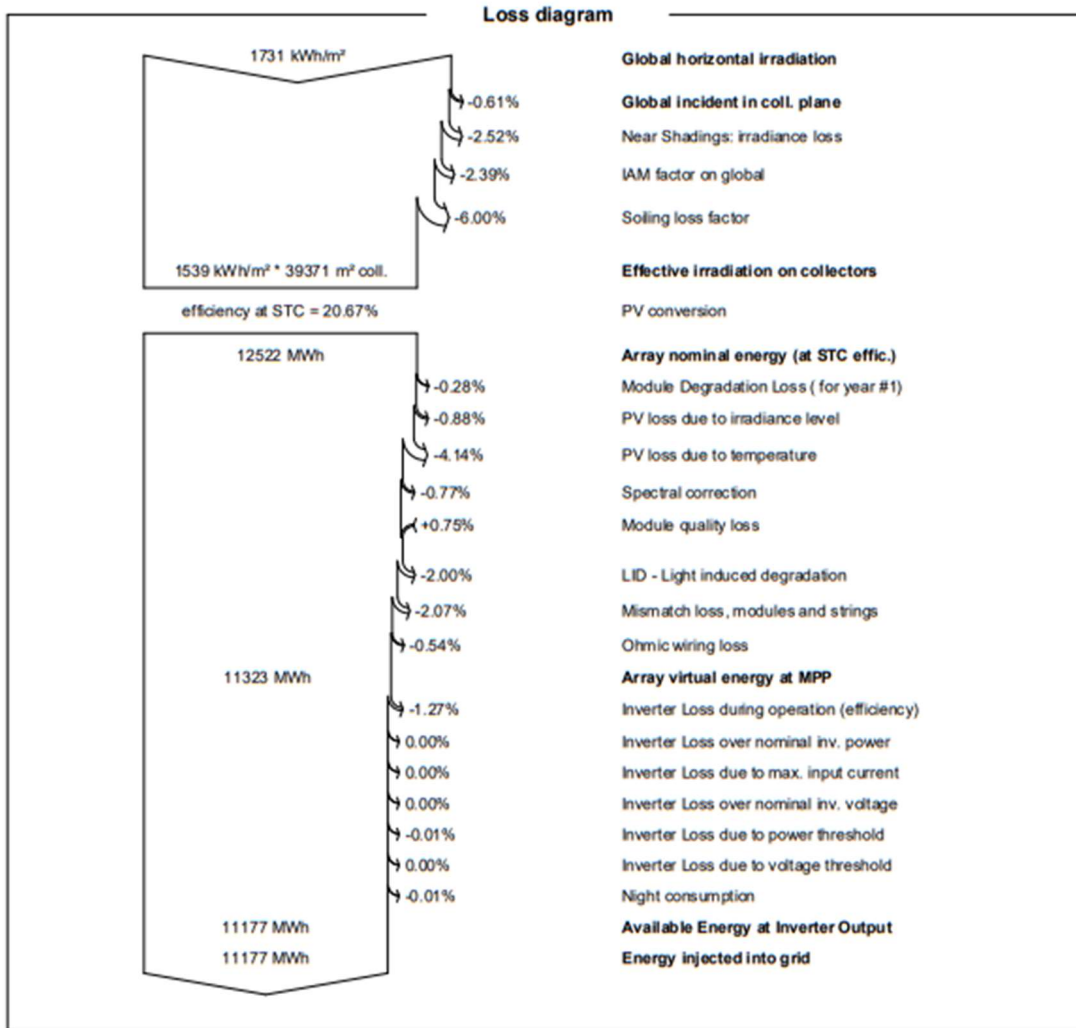 Loss diagram
1731 kWh/m² Global horizontal irradiation
-0.61% Global incident in coll. plane
-2.52% Near Shadings: irradiance loss
-2.39% IAM factor on global
-6.00% Soiling loss factor
1539 kWh/m² * 39371 m² coll. Effective irradiation on collectors
efficiency at STC = 20.67% PV conversion
12522 MWh Array nominal energy (at STC effic.)
-0.28% Module Degradation Loss ( for year #1)
-0.88% PV loss due to irradiance level
-4.14% PV loss due to temperature
-0.77% Spectral correction
+0.75% Module quality loss
-2.00% LID - Light induced degradation
-2.07% Mismatch loss, modules and strings
-0.54% Ohmic wiring loss
11323 MWh Array virtual energy at MPP
-1.27% Inverter Loss during operation (efficiency)
0.00% Inverter Loss over nominal inv. power
0.00% Inverter Loss due to max. input current
0.00% Inverter Loss over nominal inv. voltage
-0.01% Inverter Loss due to power threshold
0.00% Inverter Loss due to voltage threshold
-0.01% Night consumption
11177 MWh Available Energy at Inverter Output
11177 MWh Energy injected into grid